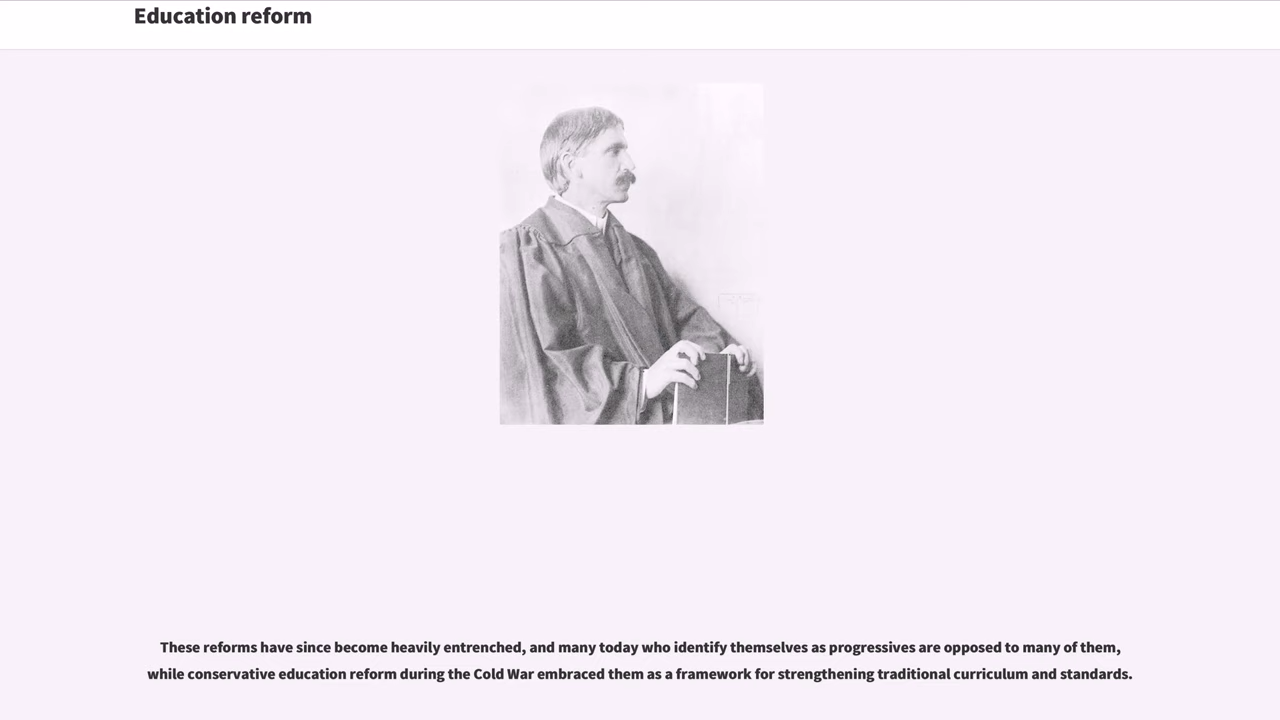 Education reform
These reforms have since become heavily entrenched, and many today who identify themselves as progressives are opposed to many of them,
while conservative education reform during the Cold War embraced them as a framework for strengthening traditional curriculum and standards.